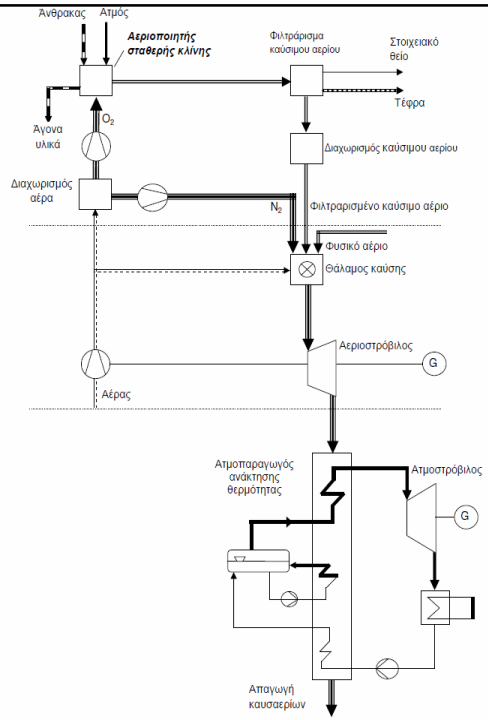 Άνθρακας
Ατμός
Αεριοποιητής
σταθερής κλίνης
Φιλτράρισμα
καύσιμου αερίου
Στοιχειακό
θείο
Τέφρα
Άγονα
υλικά
O2
Διαχωρισμός καύσιμου αερίου
Διαχωρισμός
αέρα
N2
Φιλτραρισμένο καύσιμο αέριο
Φυσικό αέριο
Θάλαμος καύσης
Αεριοστρόβιλος
G
Αέρας
Ατμοπαραγωγός
ανάκτησης
θερμότητας
Ατμοστρόβιλος
G
Απαγωγή
καυσαερίων